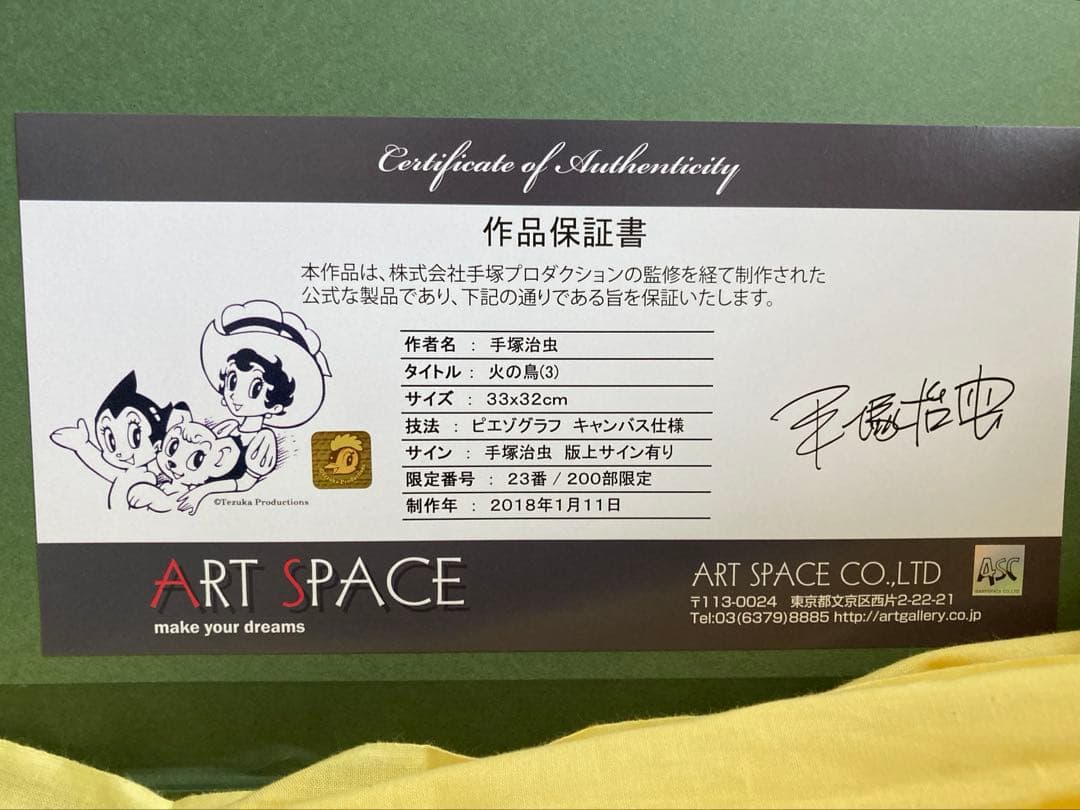 Certificate of Authenticity
作品保証書
本作品は、株式会社手塚プロダクションの監修を経て制作された
公式な製品であり、下記の通りである旨を保証いたします。
作者名 : 手塚治虫
タイトル : 火の鳥(3)
サイズ : 33x32cm
技法 : ピエゾグラフ キャンバス仕様
サイン : 手塚治虫 版上サイン有り
限定番号 : 23番 / 200部限定
制作年 : 2018年1月11日
手塚治虫
©Tezuka Productions
ART SPACE
make your dreams
ART SPACE CO.,LTD
〒113-0024 東京都文京区西片2-22-21
Tel:03(6379)8885 http://artgallery.co.jp
ASC